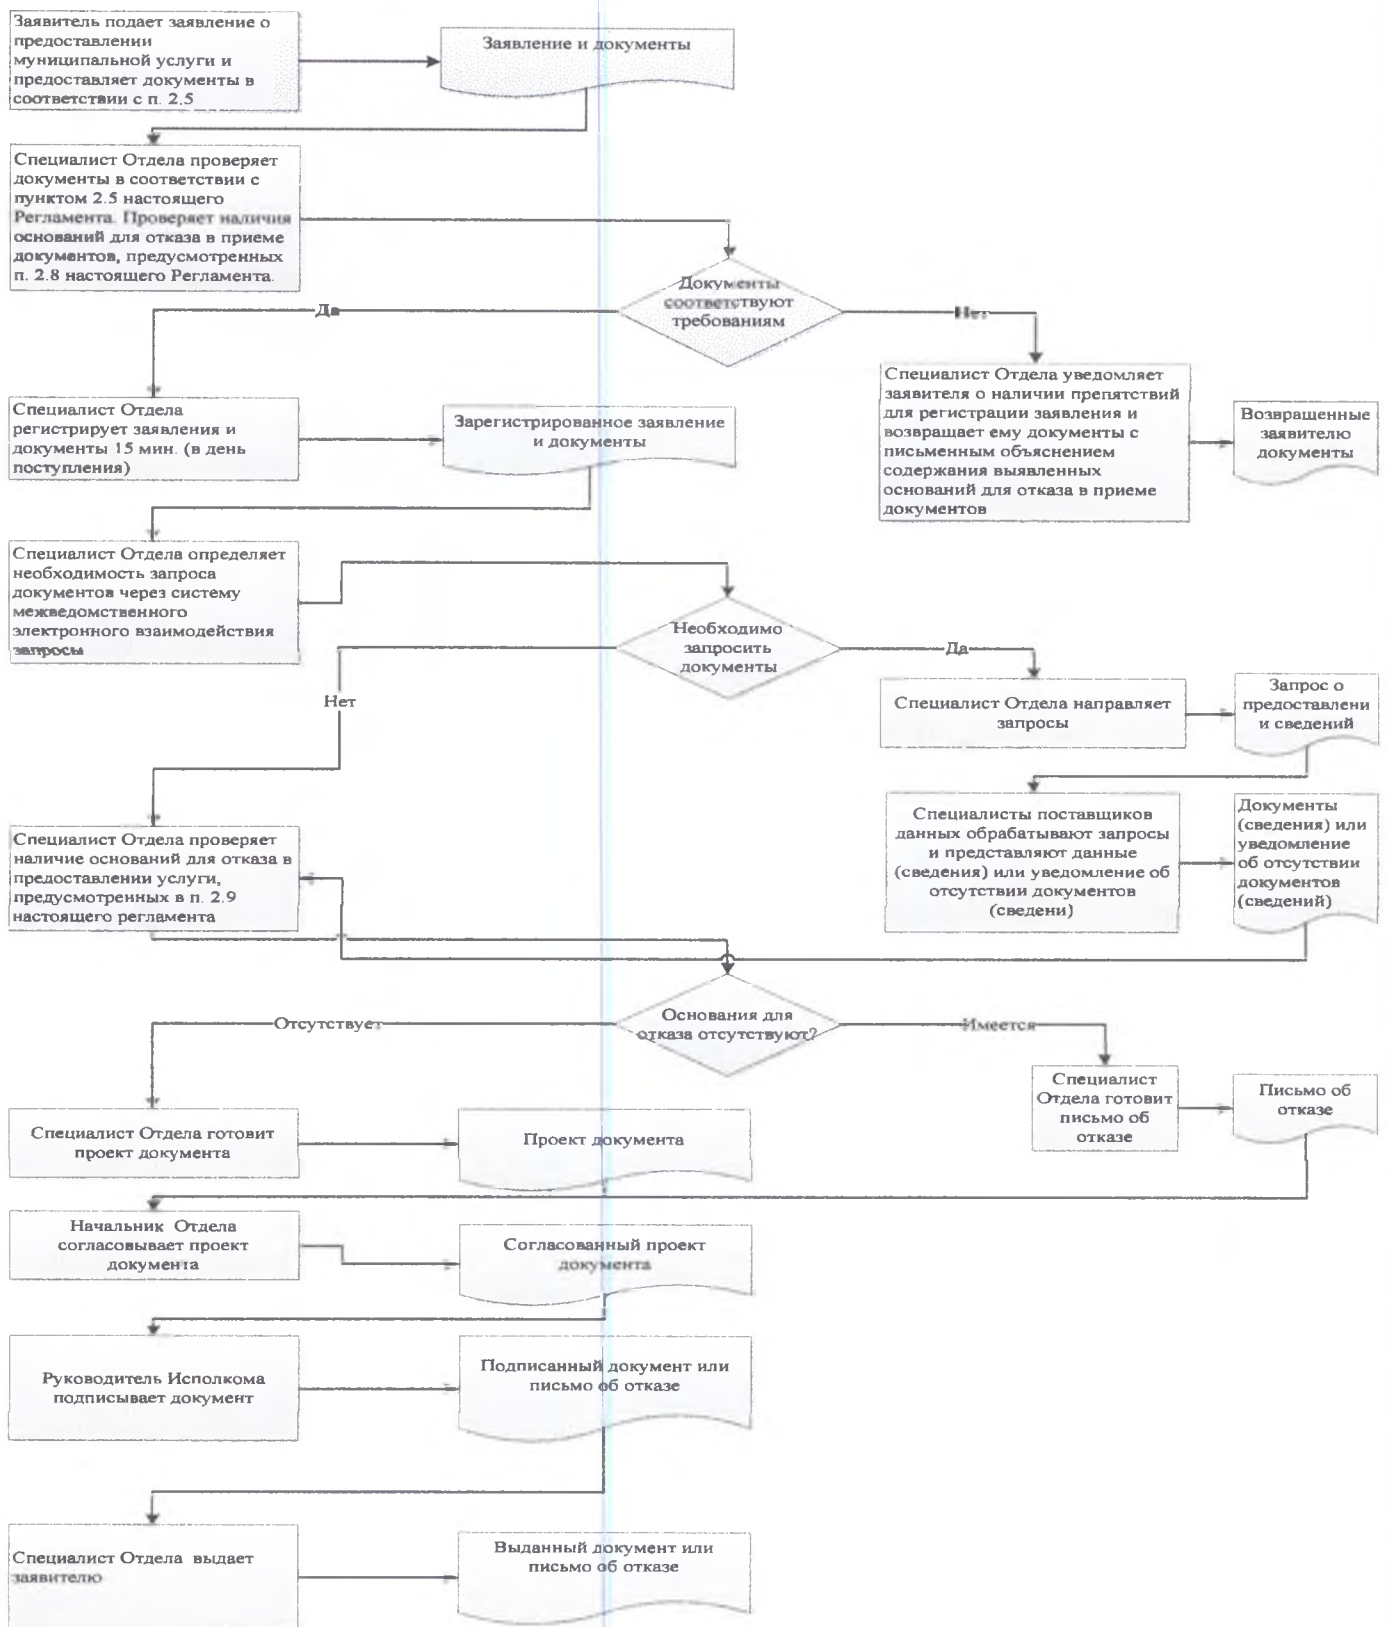 Заявитель подает заявление о
предоставлении
муниципальной услуги и
предоставляет документы в
соответствии с п. 2.5
Заявление и документы
Специалист Отдела проверяет
документы в соответствии с
пунктом 2.5 настоящего
Регламента. Проверяет наличия
оснований для отказа в приеме
документов, предусмотренных
п. 2.8 настоящего Регламента.
Документы
соответствуют
требованиям
Да
Нет
Специалист Отдела
регистрирует заявления и
документы 15 мин. (в день
поступления)
Зарегистрированное заявление
и документы
Специалист Отдела уведомляет
заявителя о наличии препятствий
для регистрации заявления и
возвращает ему документы с
письменным объяснением
содержания выявленных
оснований для отказа в приеме
документов
Возвращенные
заявителю
документы
Специалист Отдела определяет
необходимость запроса
документов через систему
межведомственного
электронного взаимодействия
запросы
Необходимо
запросить
документы
Да
Нет
Специалист Отдела направляет
запросы
Запрос о
предоставлени
и сведений
Специалисты поставщиков
данных обрабатывают запросы
и представляют данные
(сведения) или уведомление об
отсутствии документов
(сведени)
Документы
(сведения) или
уведомление
об отсутствии
документов
(сведений)
Специалист Отдела проверяет
наличие оснований для отказа в
предоставлении услуги,
предусмотренных в п. 2.9
настоящего регламента
Основания для
отказа отсутствуют?
Отсутствует
Имеется
Специалист
Отдела готовит
письмо об
отказе
Письмо об
отказе
Специалист Отдела готовит
проект документа
Проект документа
Начальник Отдела
согласовывает проект
документа
Согласованный проект
документа
Руководитель Исполкома
подписывает документ
Подписанный документ или
письмо об отказе
Специалист Отдела выдает
заявителю
Выданный документ или
письмо об отказе